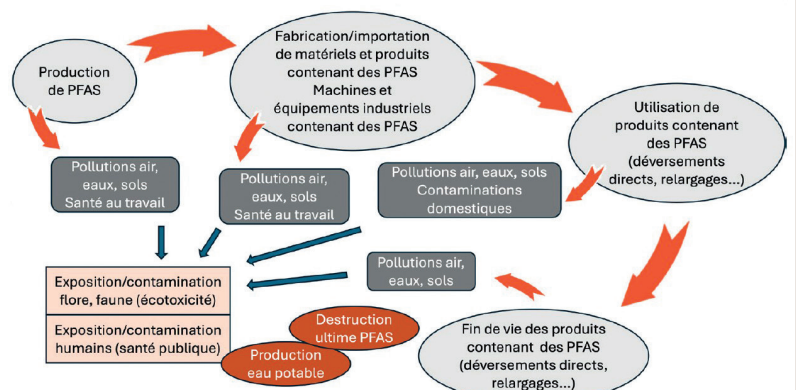 Production
de PFAS
Fabrication/importation
de matériels et produits
contenant des PFAS
Machines et
équipements industriels
contenant des PFAS
Utilisation de
produits contenant
des PFAS
(déversements
directs, relargages...)
Pollutions air,
eaux, sols
Santé au travail
Pollutions air,
eaux, sols
Santé au travail
Pollutions air, eaux, sols
Contaminations
domestiques
Pollutions air,
eaux, sols
Exposition/contamination
flore, faune (écotoxicité)
Exposition/contamination
humains (santé publique)
Destruction
ultime PFAS
Production
eau potable
Fin de vie des produits
contenant des PFAS
(déversements directs,
relargages...)